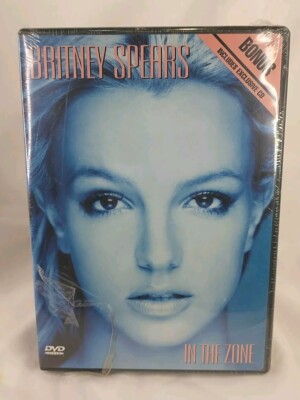 BRITNEY SPEARS
BONUS
INCLUDES EXCLUSIVE CD
DVD
IN THE ZONE